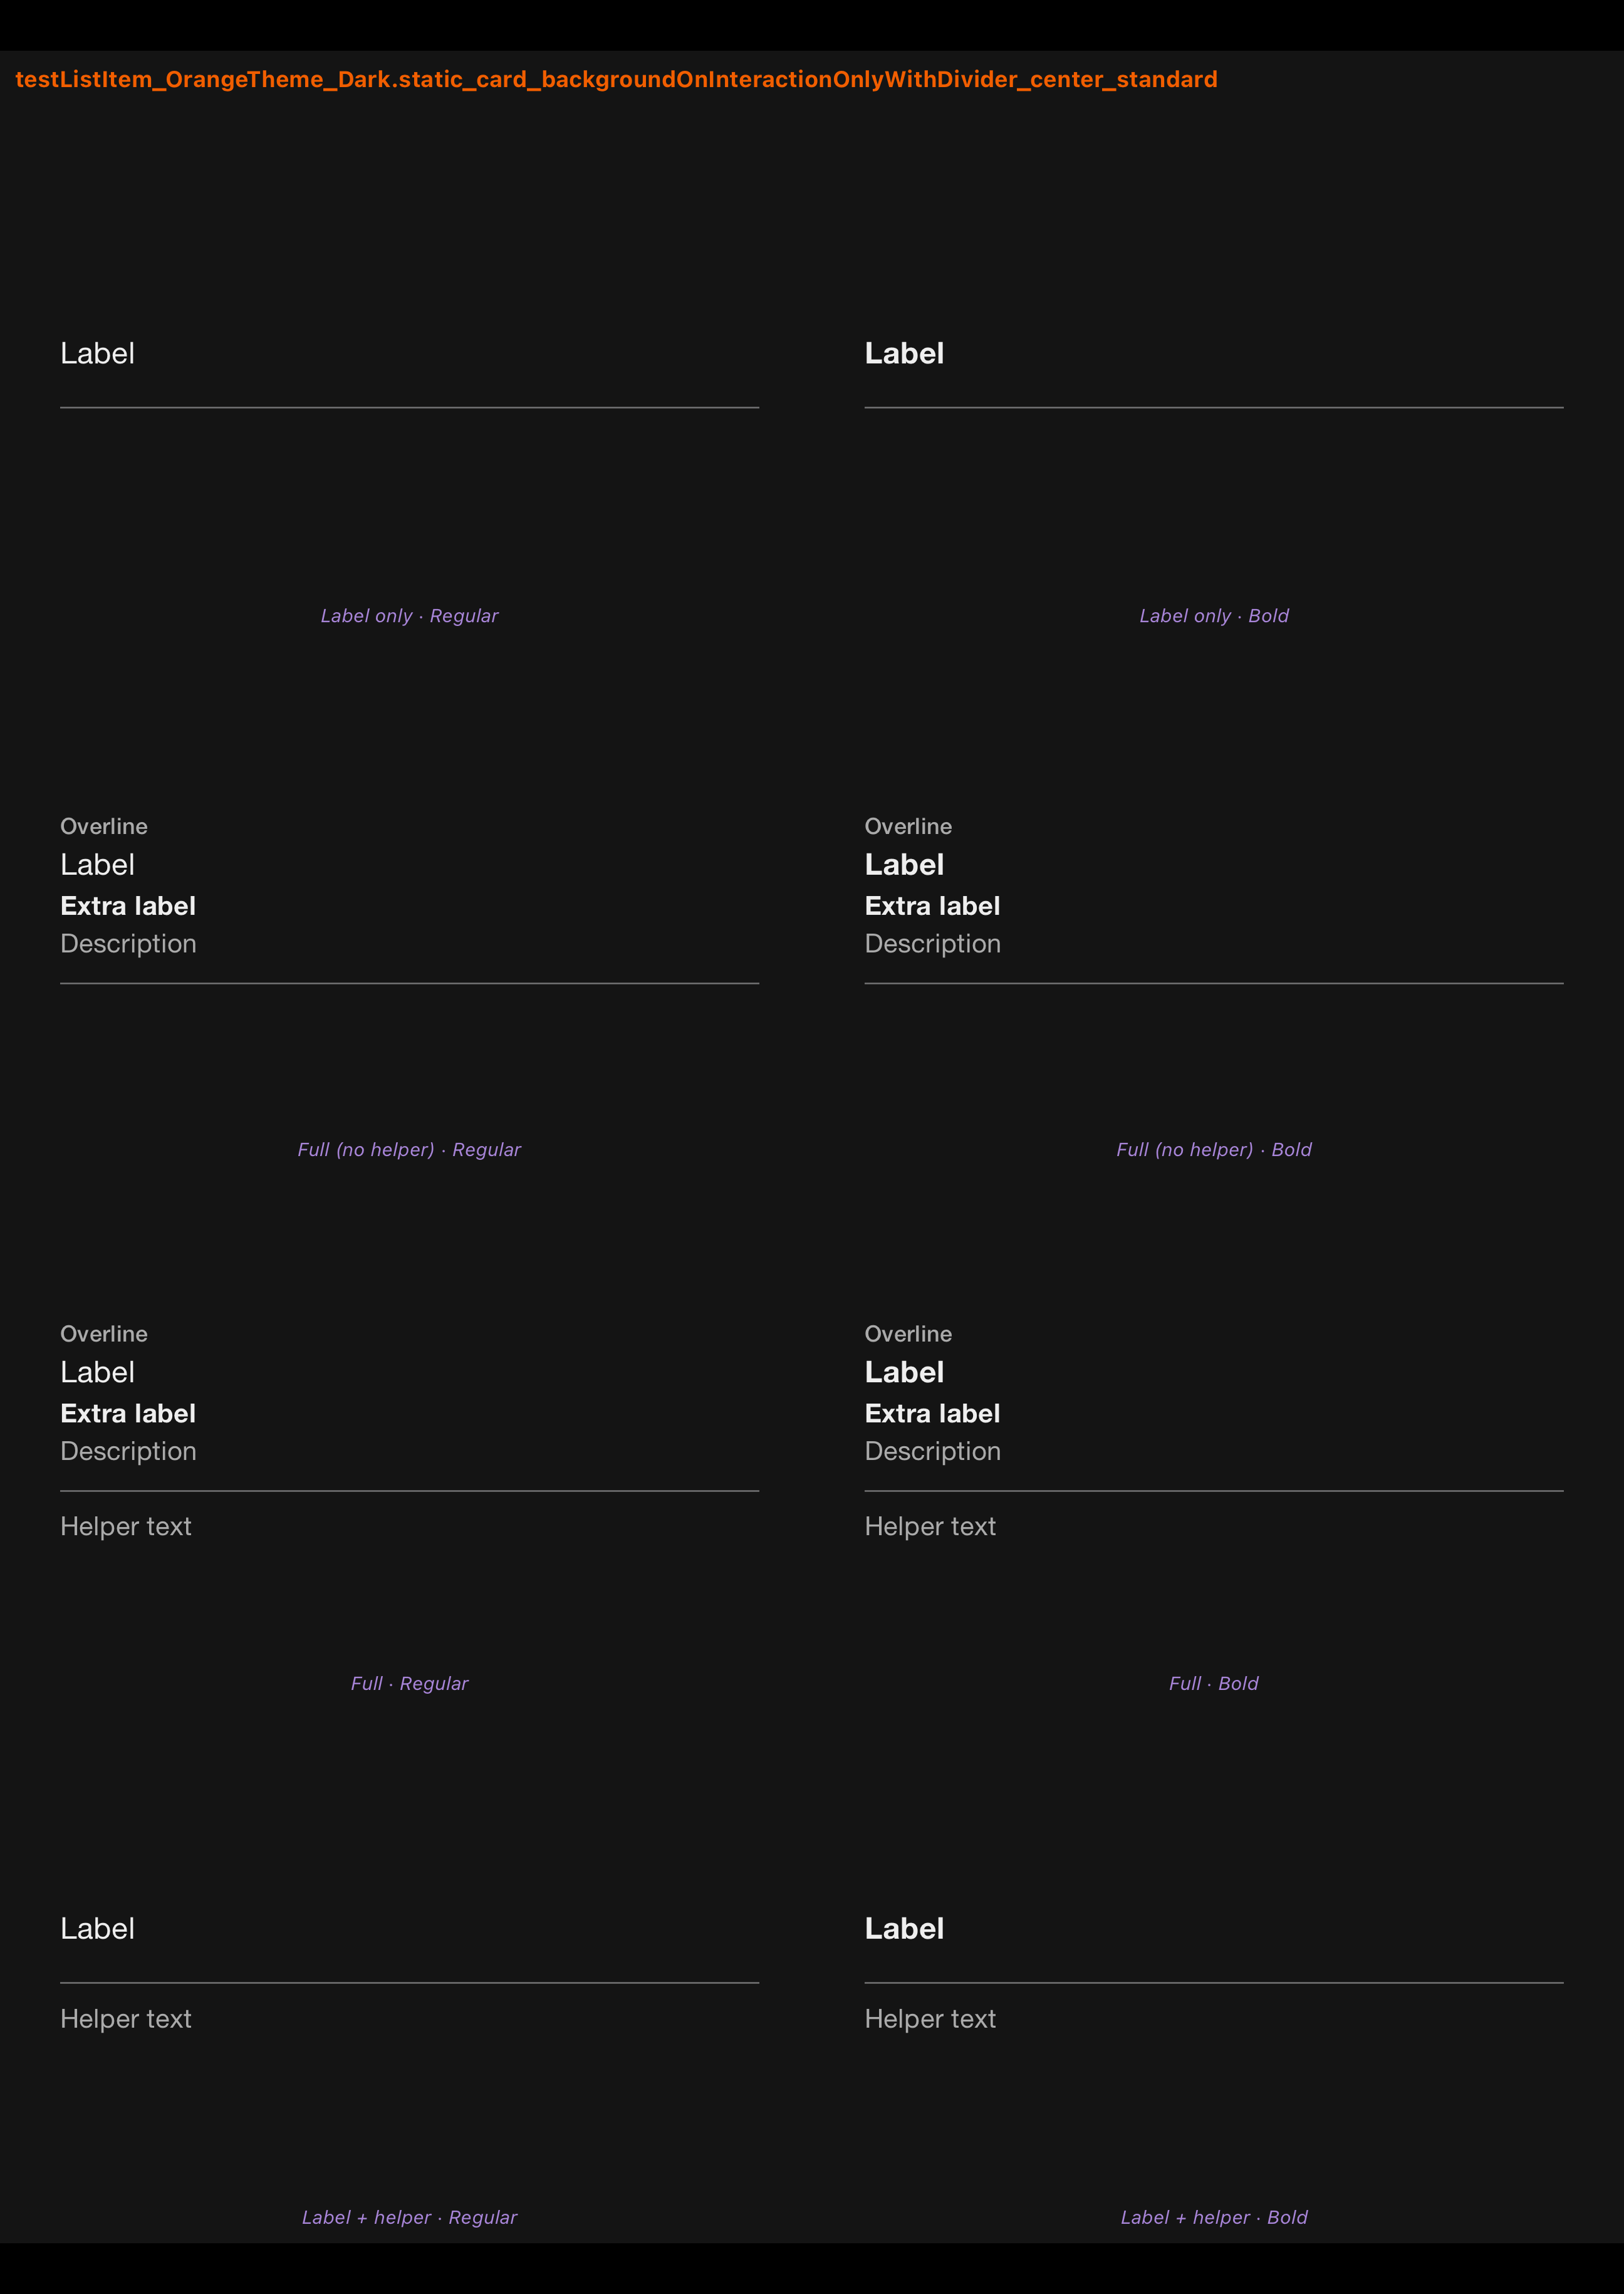 testListItem_OrangeTheme_Dark.static_card_backgroundOnInteractionOnlyWithDivider_center_standard
Label
Label
Label only · Regular
Label only · Bold
Overline
Label
Extra label
Description
Overline
Label
Extra label
Description
Full (no helper) · Regular
Full (no helper) · Bold
Overline
Label
Extra label
Description
Helper text
Overline
Label
Extra label
Description
Helper text
Full · Regular
Full · Bold
Label
Helper text
Label
Helper text
Label + helper · Regular
Label + helper · Bold